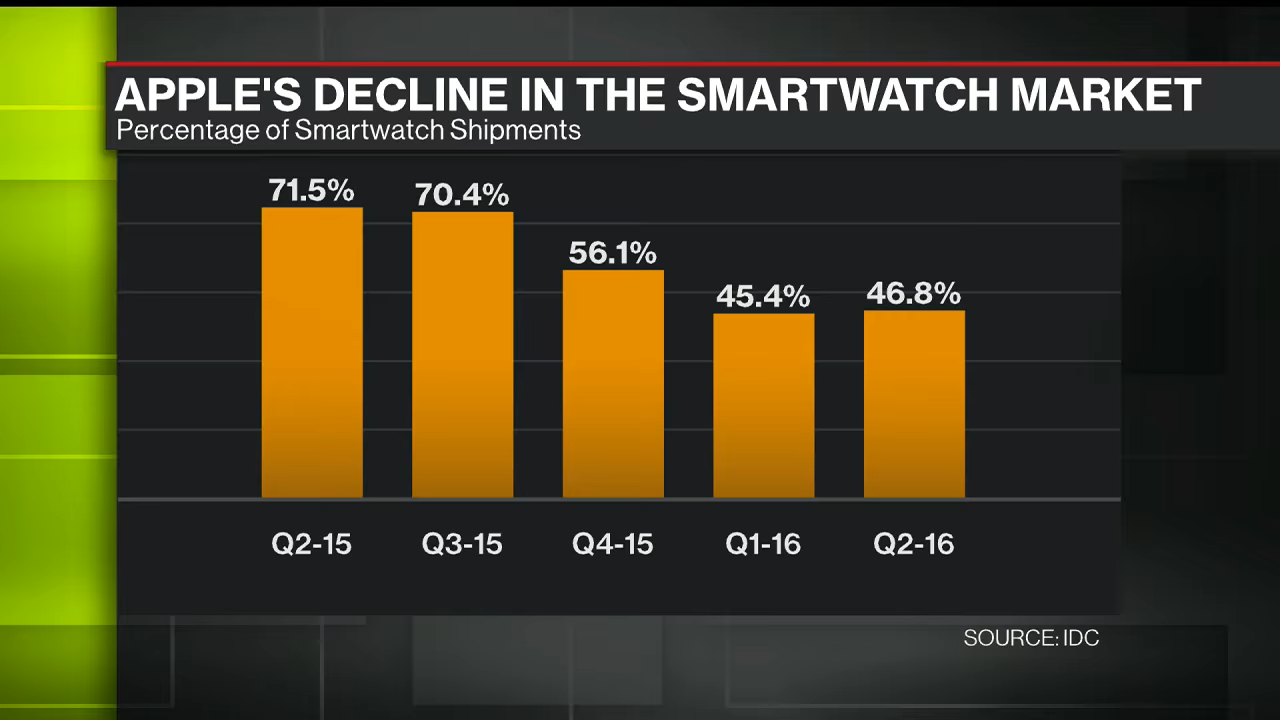 APPLE'S DECLINE IN THE SMARTWATCH MARKET
Percentage of Smartwatch Shipments
71.5%
70.4%
56.1%
45.4%
46.8%
Q2-15
Q3-15
Q4-15
Q1-16
Q2-16
SOURCE: IDC